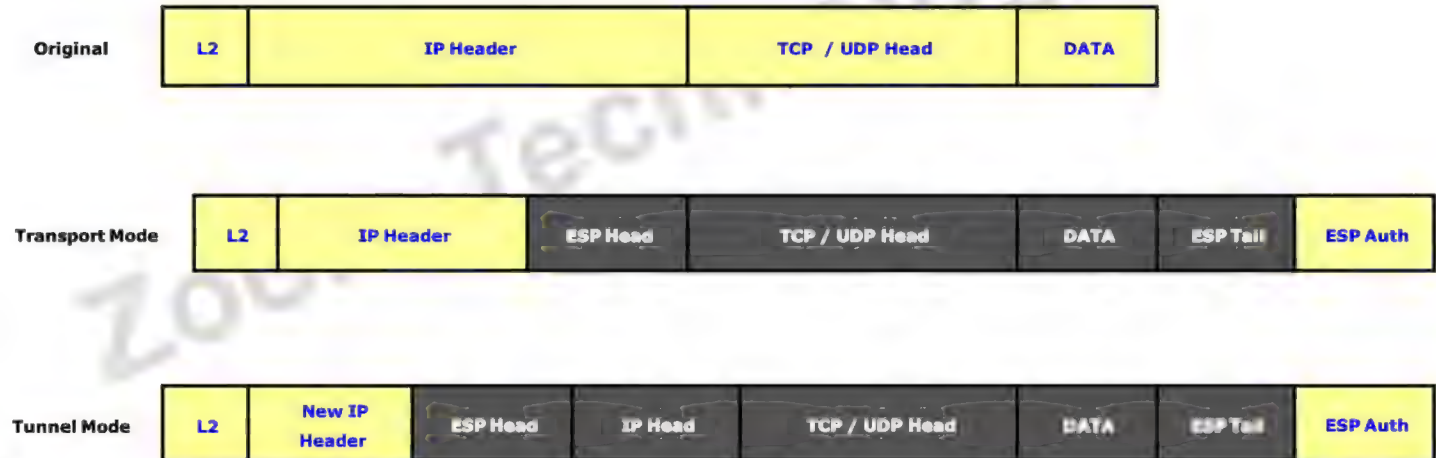 Original L2 IP Header TCP / UDP Head DATA
Transport Mode L2 IP Header ESP Head TCP / UDP Head DATA ESP Tail ESP Auth
Tunnel Mode L2 New IP Header ESP Head IP Head TCP / UDP Head DATA ESP Tail ESP Auth